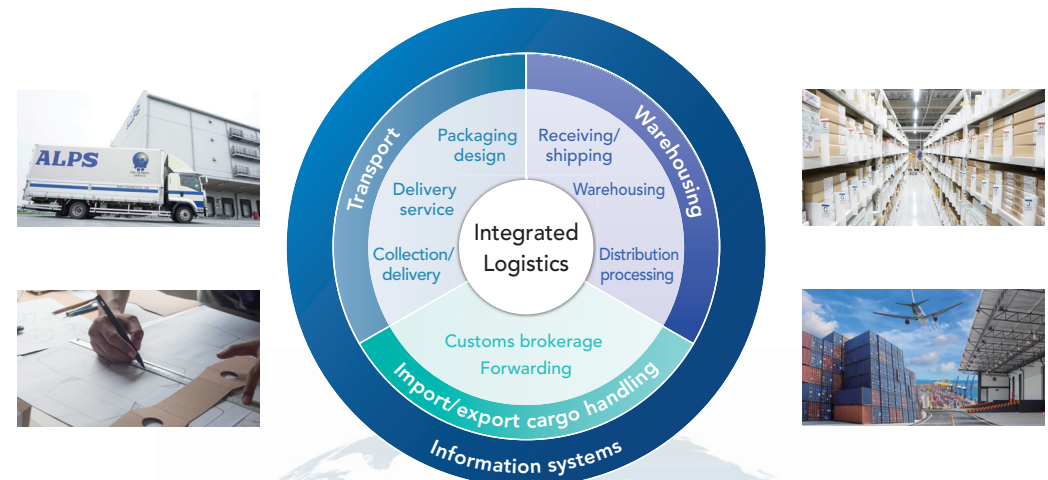 ALPS
Transport
Packaging
design
Delivery
service
Collection/
delivery
Warehousing
Receiving/
shipping
Warehousing
Distribution
processing
Integrated
Logistics
Customs brokerage
Forwarding
Import/export cargo handling
Information systems